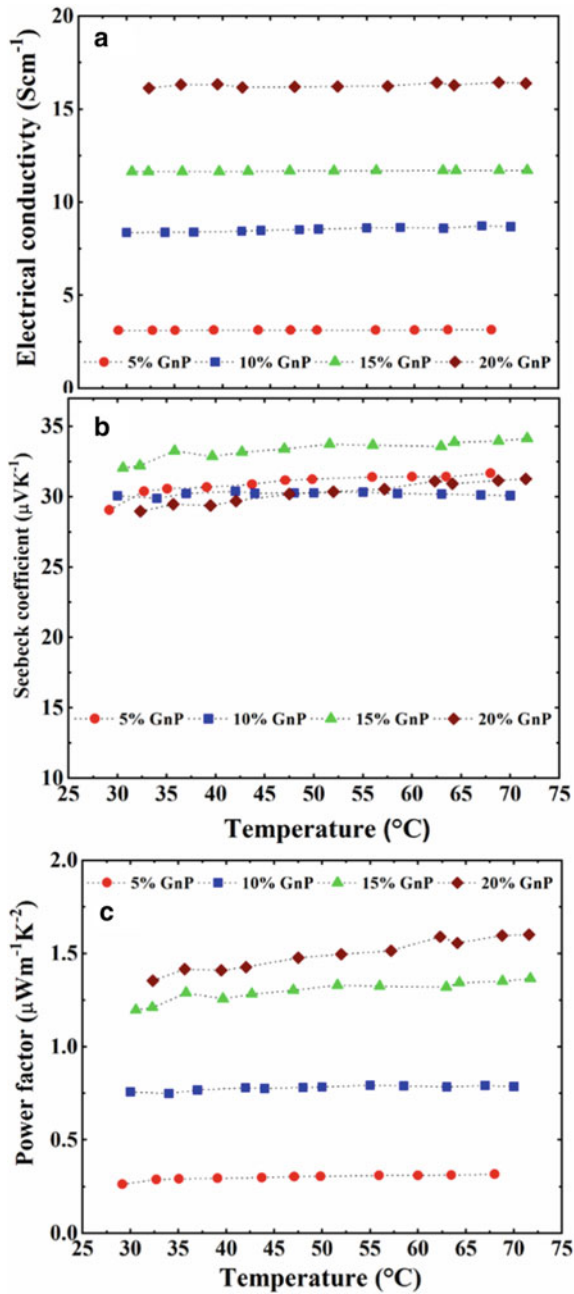 a
20
15
10
5
0
Electrical conductivty (Scm⁻¹)
5% GnP 10% GnP 15% GnP 20% GnP
b
35
30
25
20
15
10
Seebeck coefficient (μVK⁻¹)
5% GnP 10% GnP 15% GnP 20% GnP
25 30 35 40 45 50 55 60 65 70 75
Temperature (°C)
2.0
1.5
1.0
0.5
0.0
Power factor (μWm⁻¹K⁻²)
5% GnP 10% GnP 15% GnP 20% GnP
c
25 30 35 40 45 50 55 60 65 70 75
Temperature (°C)